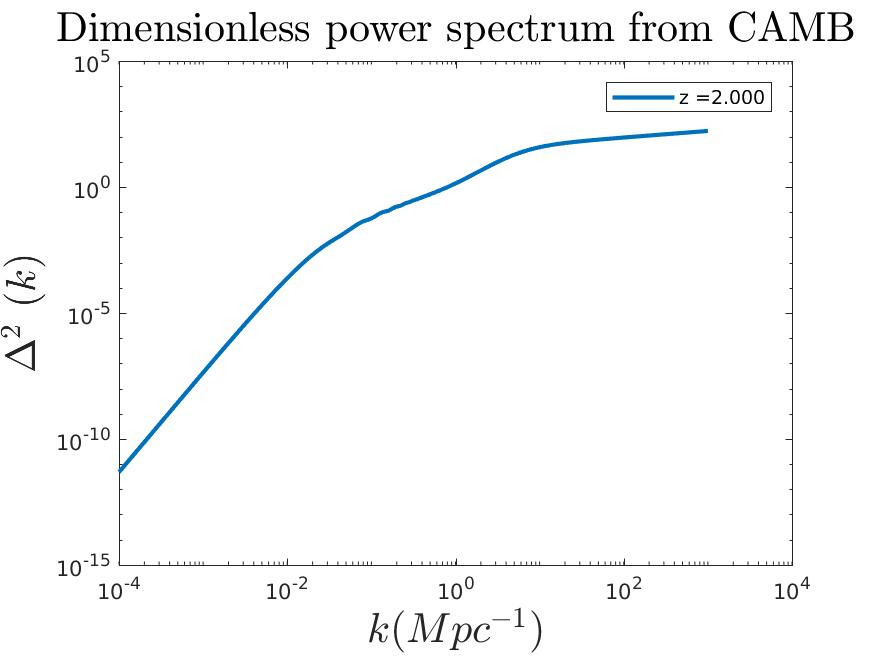 Dimensionless power spectrum from CAMB
10^5
10^0
10^-5
10^-10
10^-15
Δ^2 (k)
z =2.000
10^-4 10^-2 10^0 10^2 10^4
k(Mpc^-1)